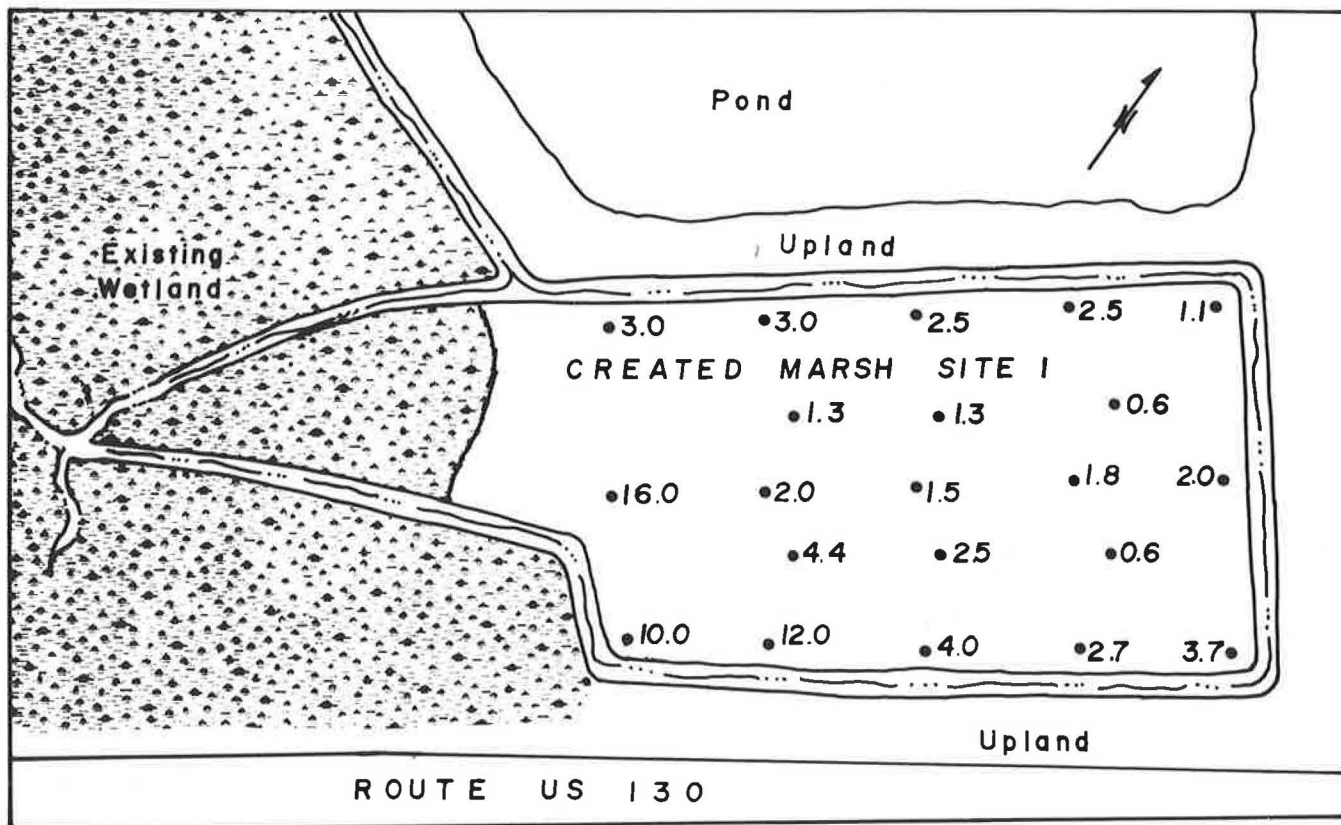 Pond
N
Upland
Existing
Wetland
3.0 3.0 2.5 2.5 1.1
CREATED MARSH SITE 1
1.3 1.3 0.6
16.0 2.0 1.5 1.8 2.0
4.4 2.5 0.6
10.0 12.0 4.0 2.7 3.7
Upland
ROUTE US 130